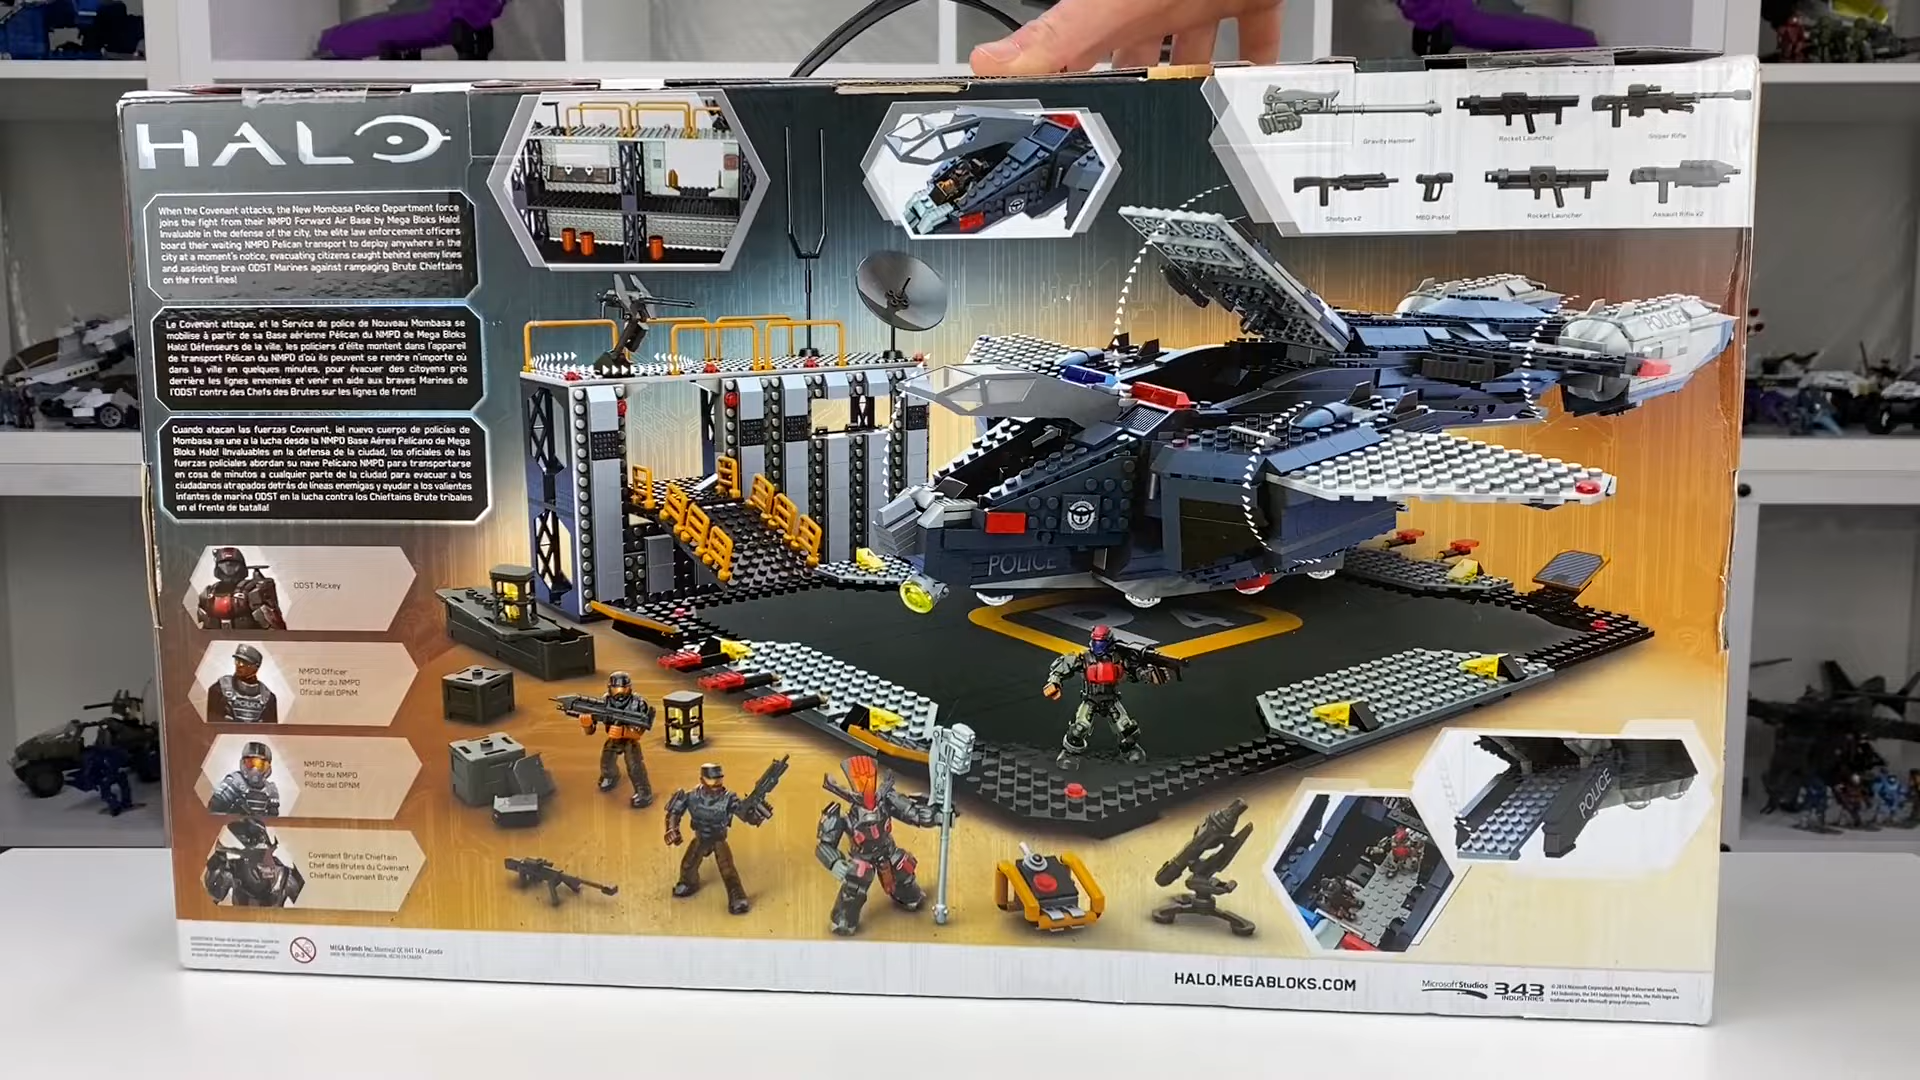 HALO
When the Covenant attacks, the New Mombasa Police Department force
joins the fight from their NMPD Forward Air Base by Mega Bloks Halo!
Invaluable in the defense of the city, the elite law enforcement officers
board their waiting NMPD Pelican transport to deploy anywhere in the
city at a moment's notice, evacuating citizens caught behind enemy lines
and assisting brave ODST Marines against rampaging Brute Chieftains
on the front lines!
Le Covenant attaque, et le Service de police de Nouveau Mombasa se
mobilise à partir de sa Base aérienne Pélican du NMPD de Mega Bloks
Halo! Défenseurs de la ville, les policiers d'élite montent dans l'appareil
de transport Pélican du NMPD d'où ils peuvent se rendre n'importe où
dans la ville en quelques minutes, pour évacuer des citoyens pris
derrière les lignes ennemies et venir en aide aux braves Marines de
l'ODST contre des Chefs des Brutes sur les lignes de front!
Cuando atacan las fuerzas Covenant, ¡el nuevo cuerpo de policías de
Mombasa se une a la lucha desde la NMPD Base Aérea Pelícano de Mega
Bloks Halo! ¡Invaluables en la defensa de la ciudad, los oficiales de las
fuerzas policiales abordan su nave Pelícano NMPD para transportarse
en cosa de minutos a cualquier parte de la ciudad para evacuar a los
ciudadanos atrapados detrás de líneas enemigas y ayudar a los valientes
infantes de marina ODST en la lucha contra los Chieftains Brute tribales
en el frente de batalla!
ODST Mickey
NMPD Officer
Officier du NMPD
Oficial del DPNM
POLICE
NMPD Pilot
Pilote du NMPD
Piloto del DPNM
Covenant Brute Chieftain
Chef des Brutes du Covenant
Chieftain Covenant Brute
Gravity Hammer
Rocket Launcher
Sniper Rifle
Shotgun x2
M6D Pistol
Rocket Launcher
Assault Rifle x2
POLICE
POLICE
4
POLICE
0-3
MEGA Brands Inc. Montreal QC H4T 1A4 Canada
HALO.MEGABLOKS.COM
Microsoft Studios
343
INDUSTRIES